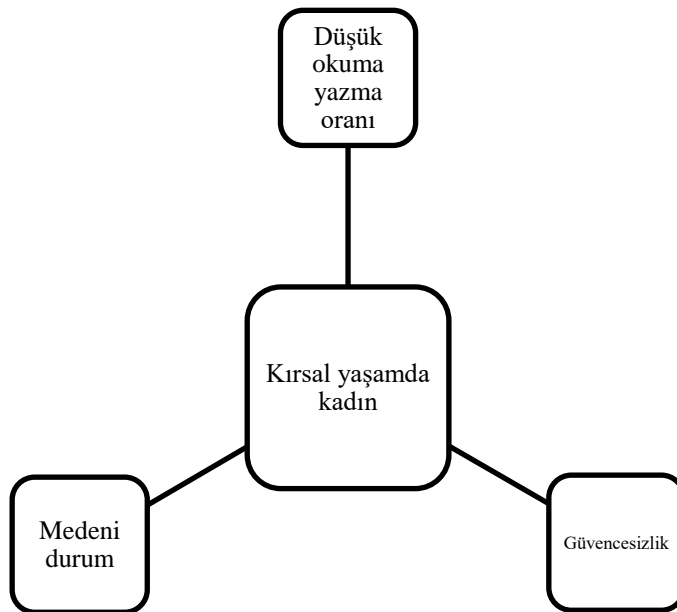 Düşük
okuma
yazma
oranı
Kırsal yaşamda
kadın
Medeni
durum
Güvencesizlik